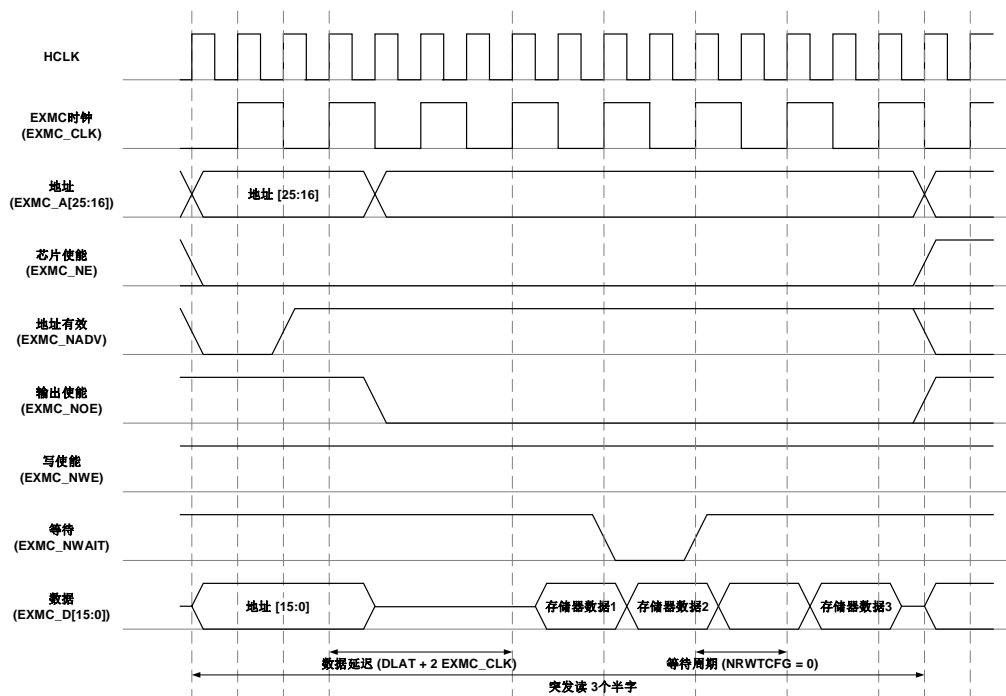 HCLK
EXMC时钟
(EXMC_CLK)
地址
(EXMC_A[25:16])
地址 [25:16]
芯片使能
(EXMC_NE)
地址有效
(EXMC_NADV)
输出使能
(EXMC_NOE)
写使能
(EXMC_NWE)
等待
(EXMC_NWAIT)
数据
(EXMC_D[15:0])
地址 [15:0]
存储器数据1
存储器数据2
存储器数据3
数据延迟 (DLAT + 2 EXMC_CLK)
等待周期 (NRWTCFG = 0)
突发读 3个半字